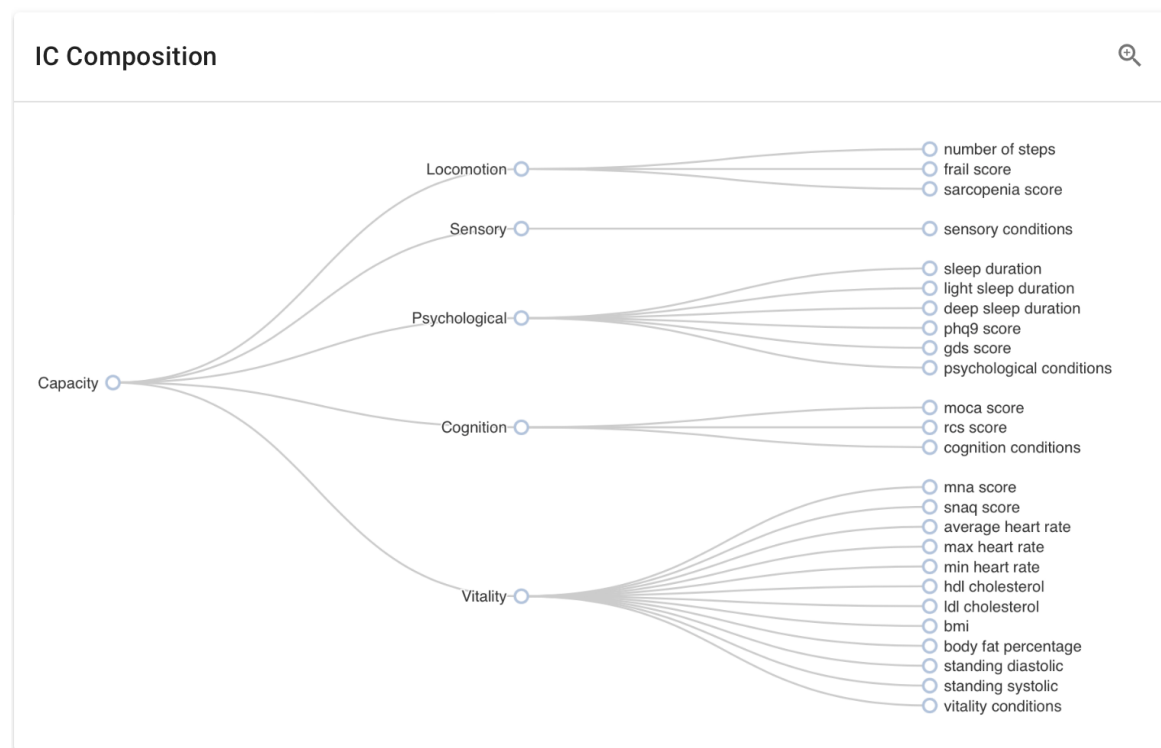 IC Composition
Locomotion
number of steps
frail score
sarcopenia score
Sensory
sensory conditions
Psychological
sleep duration
light sleep duration
deep sleep duration
phq9 score
gds score
psychological conditions
Capacity
Cognition
moca score
rcs score
cognition conditions
Vitality
mna score
snaq score
average heart rate
max heart rate
min heart rate
hdl cholesterol
ldl cholesterol
bmi
body fat percentage
standing diastolic
standing systolic
vitality conditions